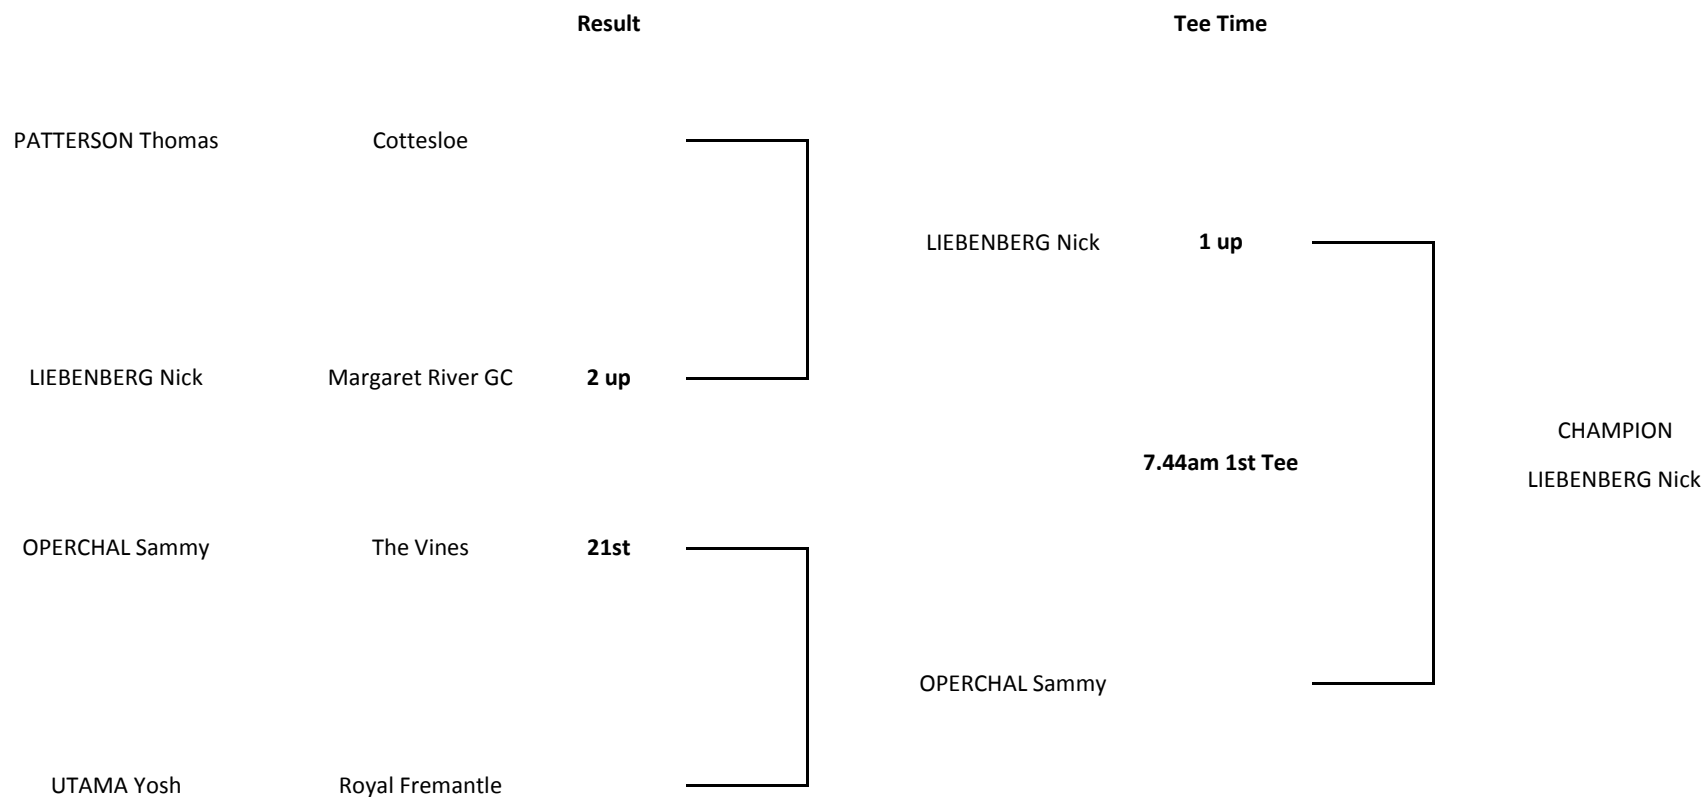 Result Tee Time
PATTERSON Thomas Cottesloe
LIEBENBERG Nick 1 up
LIEBENBERG Nick Margaret River GC 2 up
CHAMPION
7.44am 1st Tee
LIEBENBERG Nick
OPERCHAL Sammy The Vines 21st
OPERCHAL Sammy
UTAMA Yosh Royal Fremantle